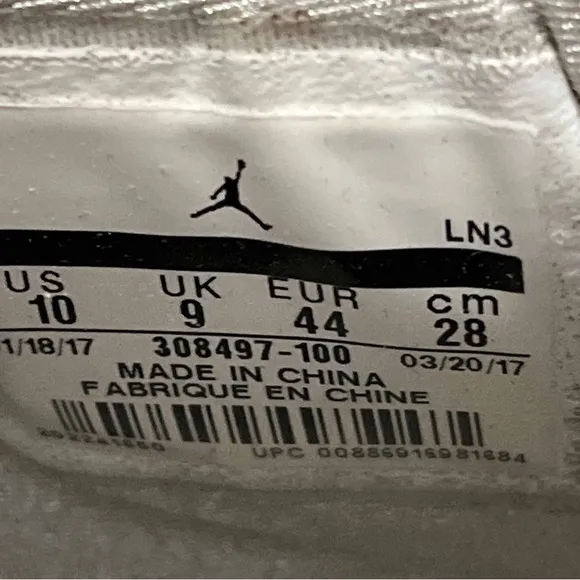 LN3
US UK EUR cm
10 9 44 28
1/18/17 308497-100 03/20/17
MADE IN CHINA
FABRIQUE EN CHINE
UPC 00886916981684